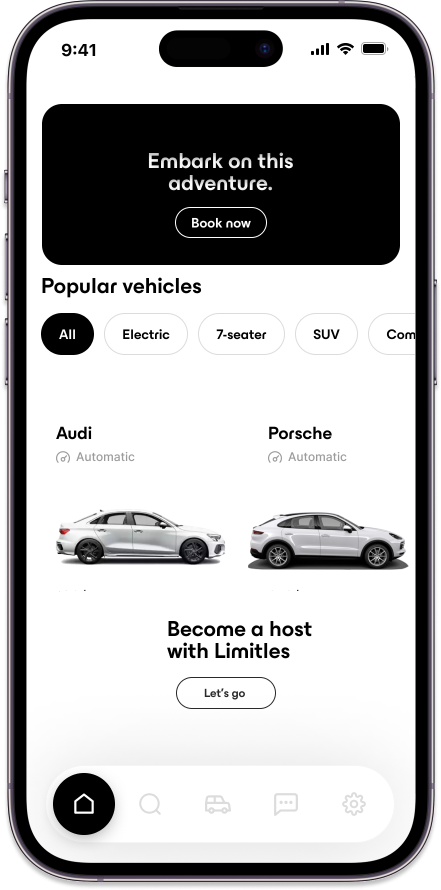 9:41
Embark on this
adventure.
Book now
Popular vehicles
All Electric 7-seater SUV Com
Audi Porsche
Automatic Automatic
Become a host
with Limitles
Let's go